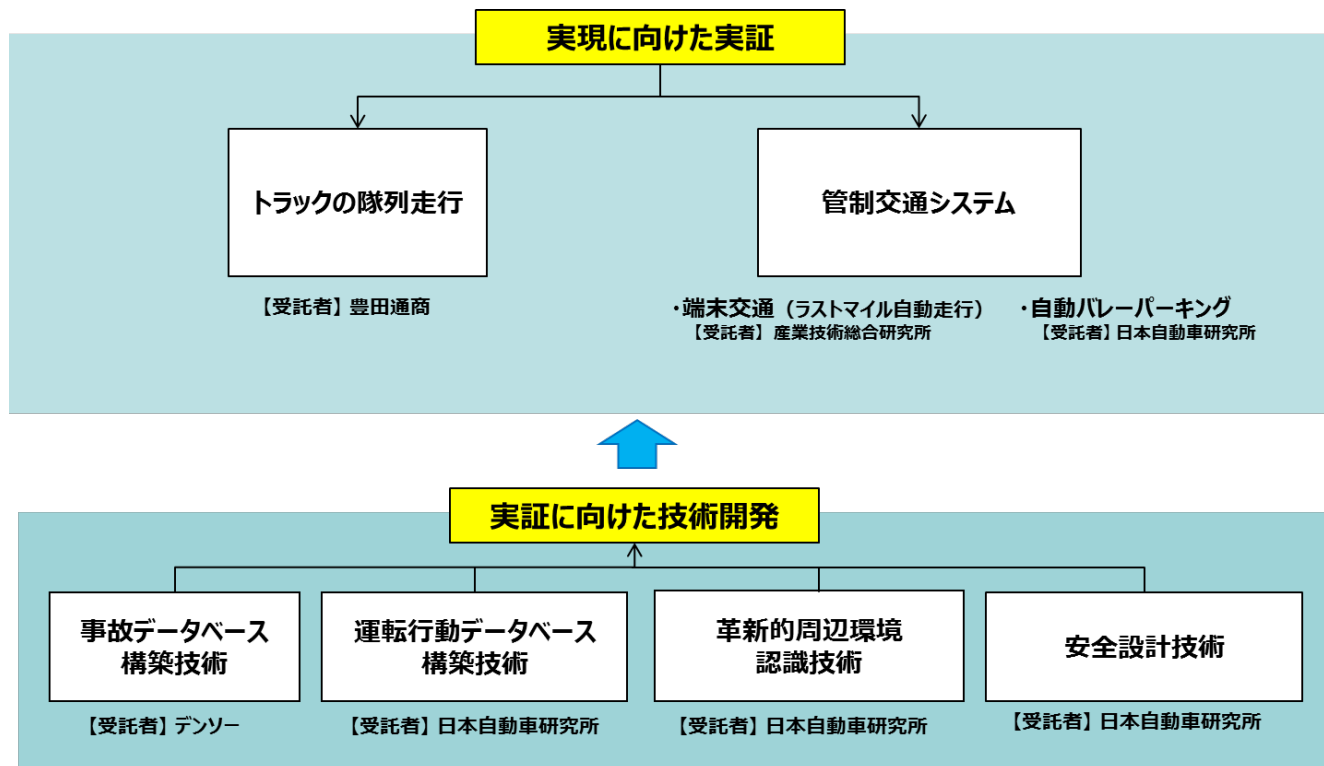 実現に向けた実証
トラックの隊列走行
管制交通システム
【受託者】豊田通商
・端末交通（ラストマイル自動走行）
【受託者】産業技術総合研究所
・自動バレーパーキング
【受託者】日本自動車研究所
実証に向けた技術開発
事故データベース
構築技術
運転行動データベース
構築技術
革新的周辺環境
認識技術
安全設計技術
【受託者】デンソー
【受託者】日本自動車研究所
【受託者】日本自動車研究所
【受託者】日本自動車研究所